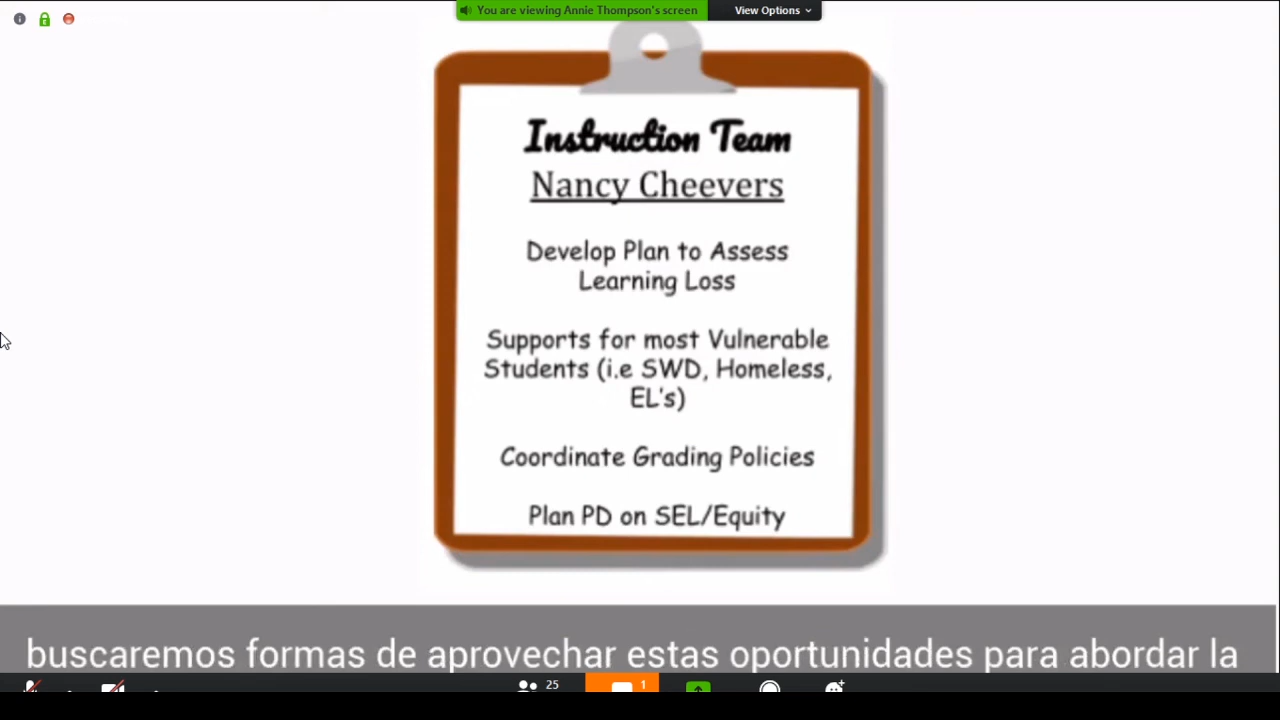 You are viewing Annie Thompson's screen View Options
Instruction Team
Nancy Cheevers
Develop Plan to Assess
Learning Loss
Supports for most Vulnerable
Students (i.e SWD, Homeless,
EL's)
Coordinate Grading Policies
Plan PD on SEL/Equity
buscaremos formas de aprovechar estas oportunidades para abordar la
25 1